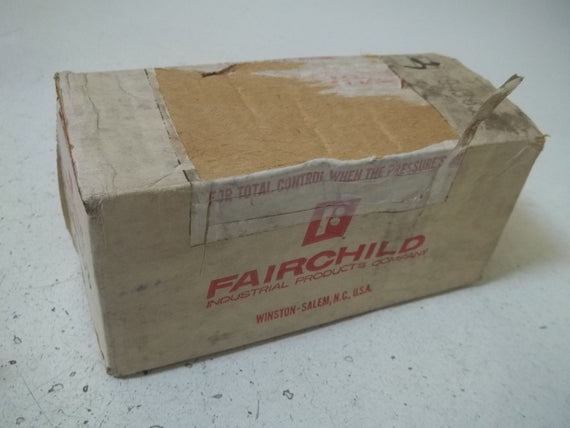 FOR TOTAL CONTROL WHEN THE PRESSURE'S
FAIRCHILD
INDUSTRIAL PRODUCTS COMPANY
WINSTON-SALEM, N.C., U.S.A.